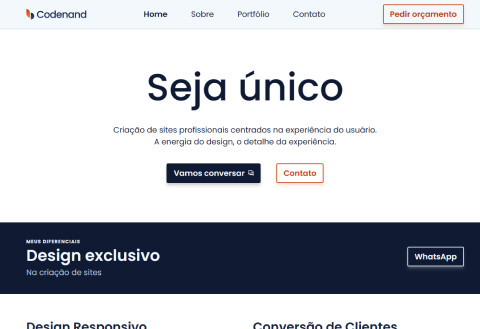 Codenand
Home
Sobre
Portfólio
Contato
Pedir orçamento
Seja único
Criação de sites profissionais centrados na experiência do usuário.
A energia do design, o detalhe da experiência.
Vamos conversar
Contato
MEUS DIFERENCIAIS
Design exclusivo
Na criação de sites
WhatsApp
Design Responsivo
Conversão de Clientes